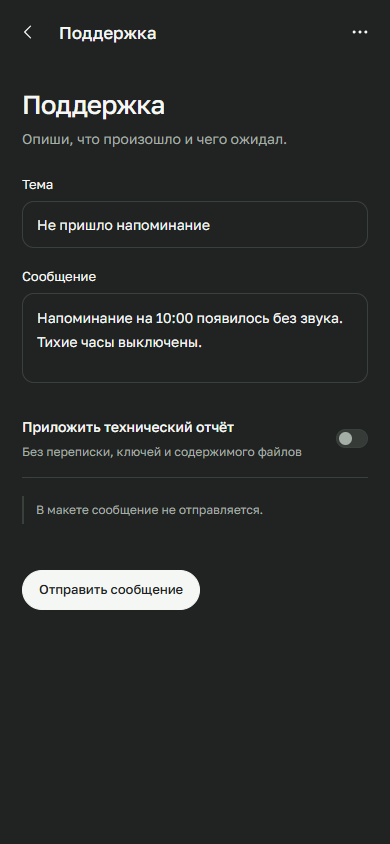 Поддержка
Поддержка
Опиши, что произошло и чего ожидал.
Тема
Не пришло напоминание
Сообщение
Напоминание на 10:00 появилось без звука.
Тихие часы выключены.
Приложить технический отчёт
Без переписки, ключей и содержимого файлов
В макете сообщение не отправляется.
Отправить сообщение